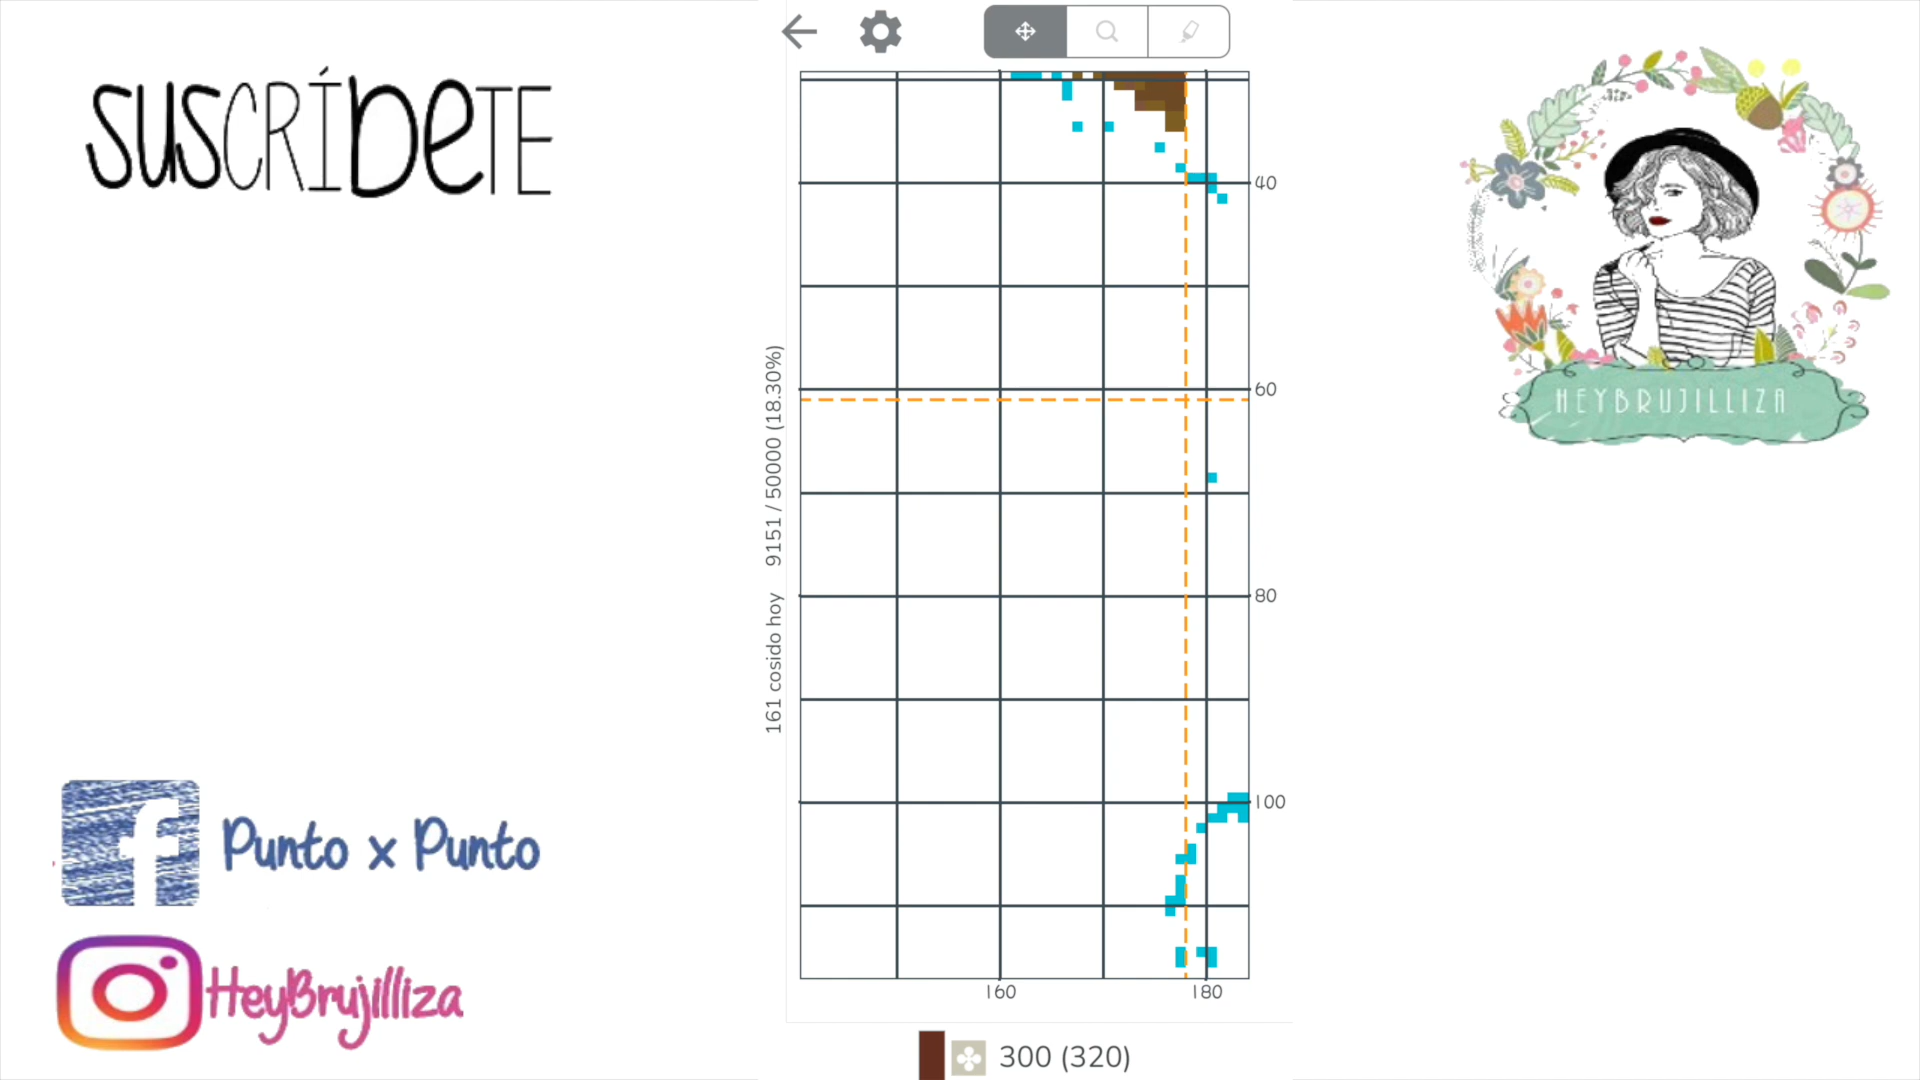 SUSCRÍBETE
40
60
80
100
160
180
161 cosido hoy 9151 / 50000 (18.30%)
300 (320)
HEYBRUJILLIZA
Punto x Punto
HeyBrujilliza